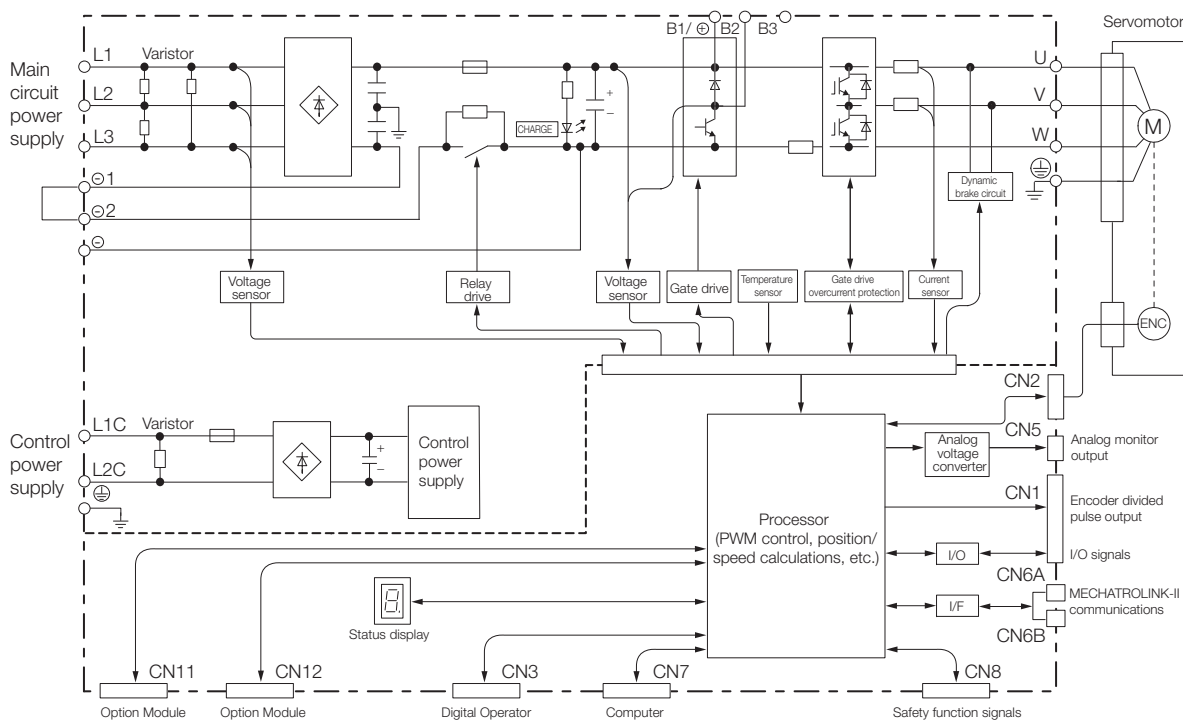 B1/⊕ B2 B3
Servomotor
Main
circuit
power
supply
L1
Varistor
L2
L3
⊖1
⊖2
⊖
CHARGE
+
−
U
V
W
M
Dynamic
brake circuit
Voltage
sensor
Relay
drive
Voltage
sensor
Gate drive
Temperature
sensor
Gate drive
overcurrent protection
Current
sensor
ENC
Control
power
supply
L1C
Varistor
L2C
+
−
Control
power
supply
CN2
CN5
Analog
voltage
converter
Analog monitor
output
CN1
Encoder divided
pulse output
Processor
(PWM control, position/
speed calculations, etc.)
I/O
I/O signals
CN6A
I/F
MECHATROLINK-II
communications
CN6B
8.
Status display
CN11
CN12
CN3
CN7
CN8
Option Module
Option Module
Digital Operator
Computer
Safety function signals